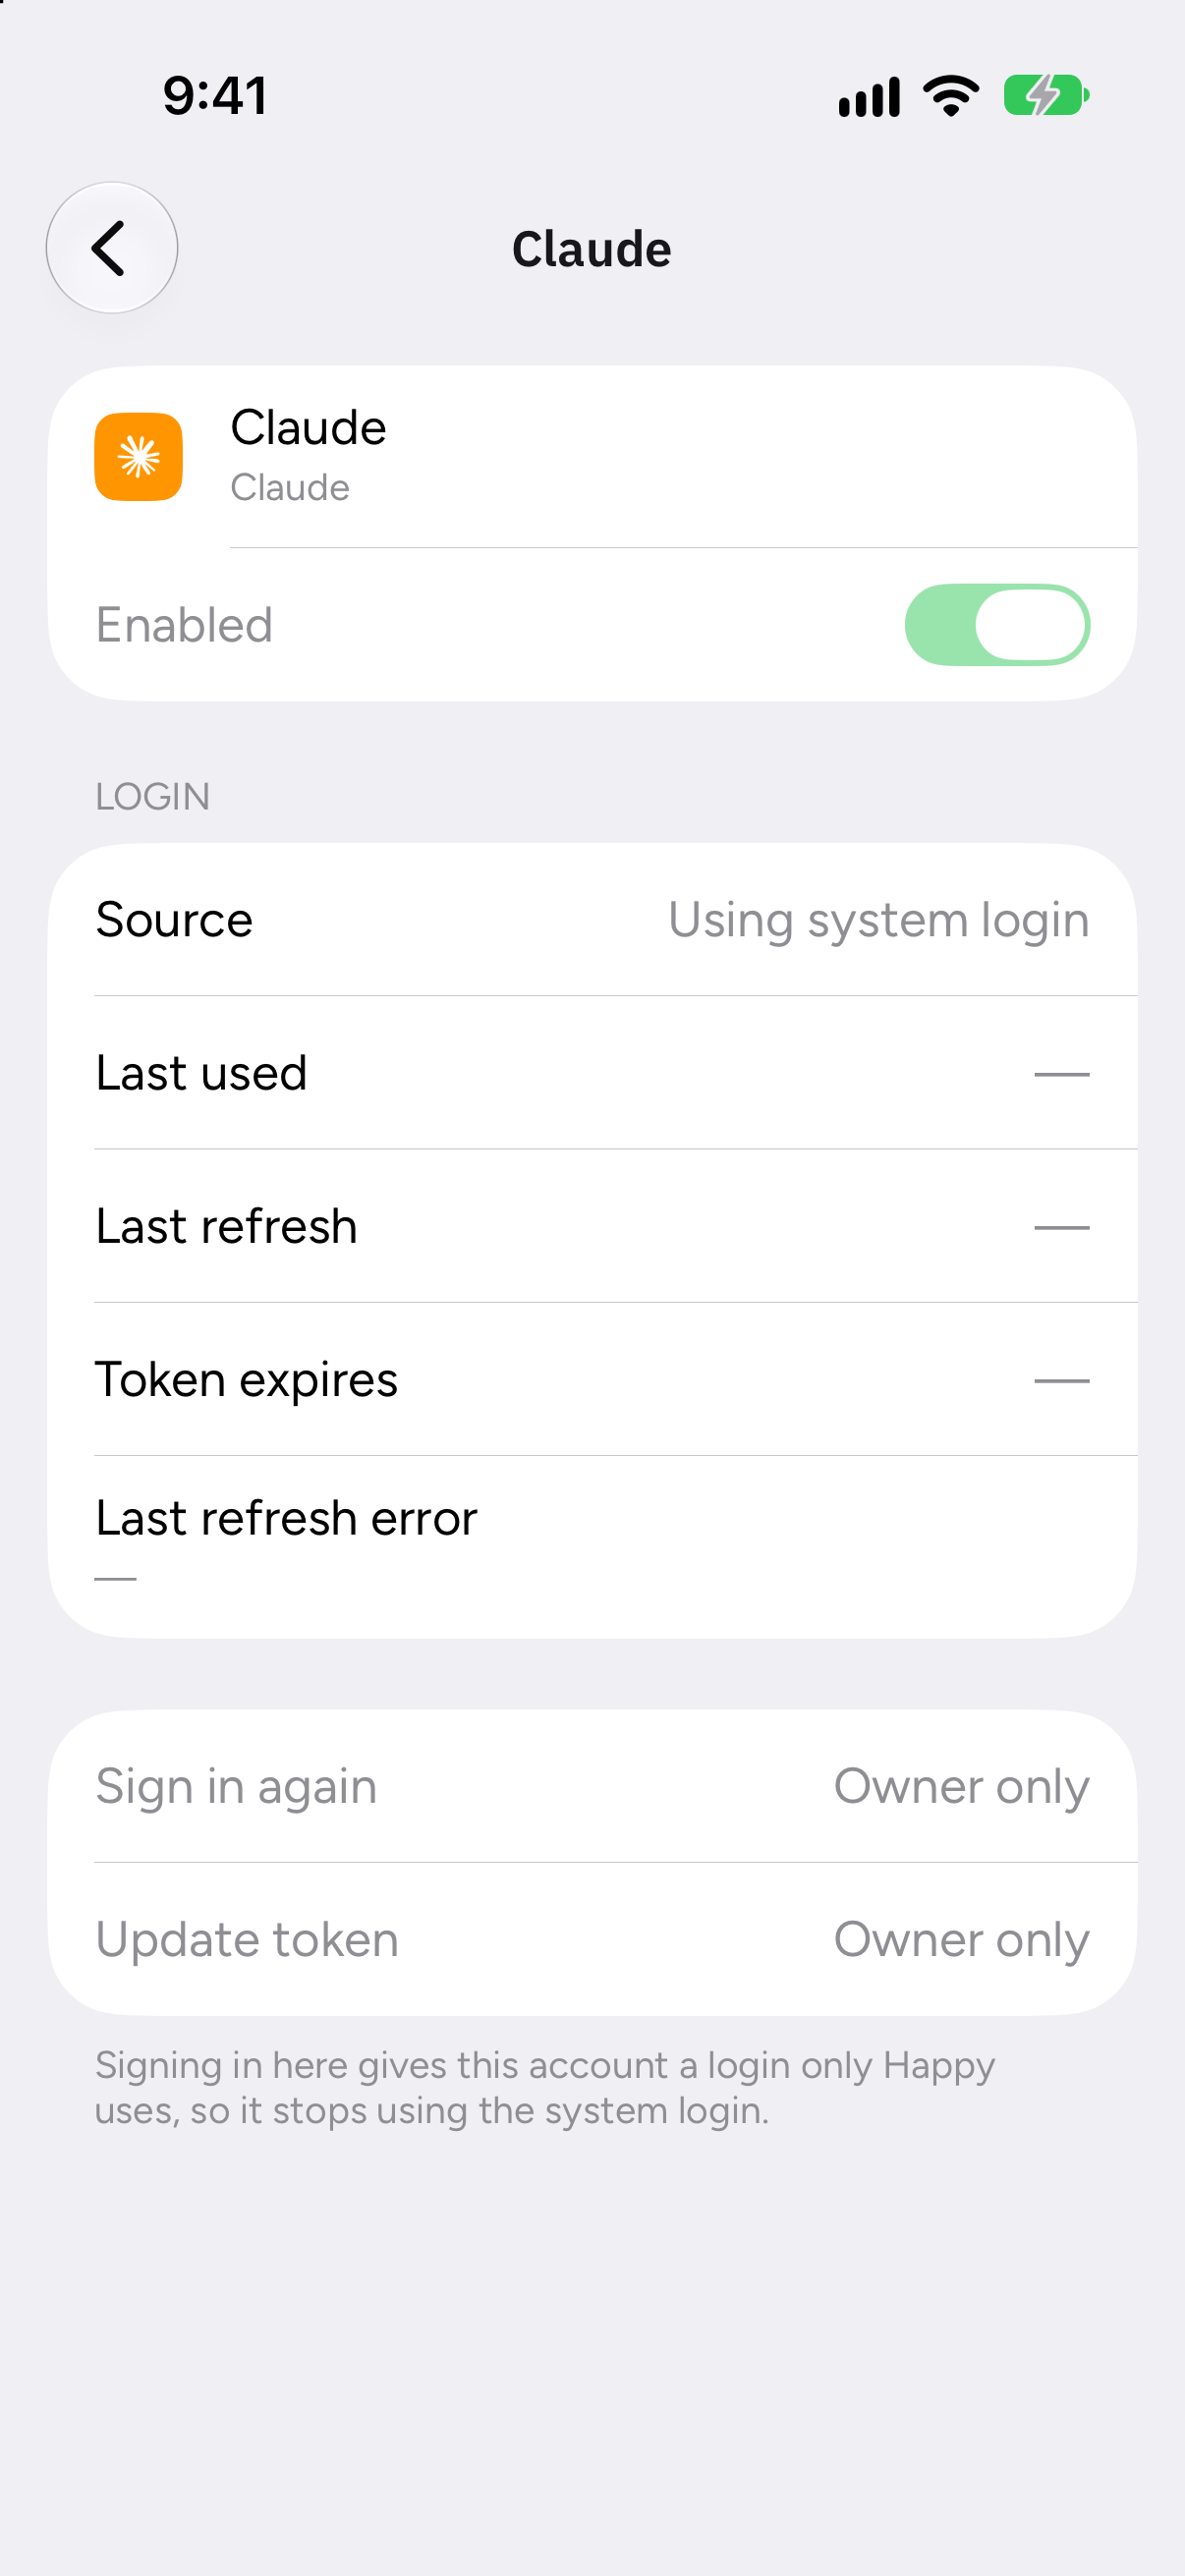 9:41
Claude
Claude
Claude
Enabled
LOGIN
Source Using system login
Last used —
Last refresh —
Token expires —
Last refresh error
—
Sign in again Owner only
Update token Owner only
Signing in here gives this account a login only Happy
uses, so it stops using the system login.